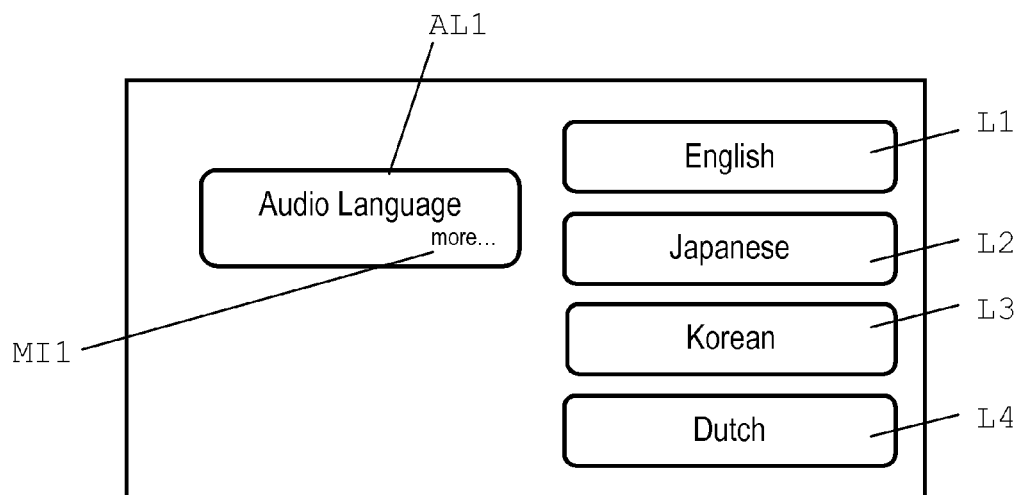 AL1
English
L1
Audio Language
more...
Japanese
L2
MI1
Korean
L3
Dutch
L4